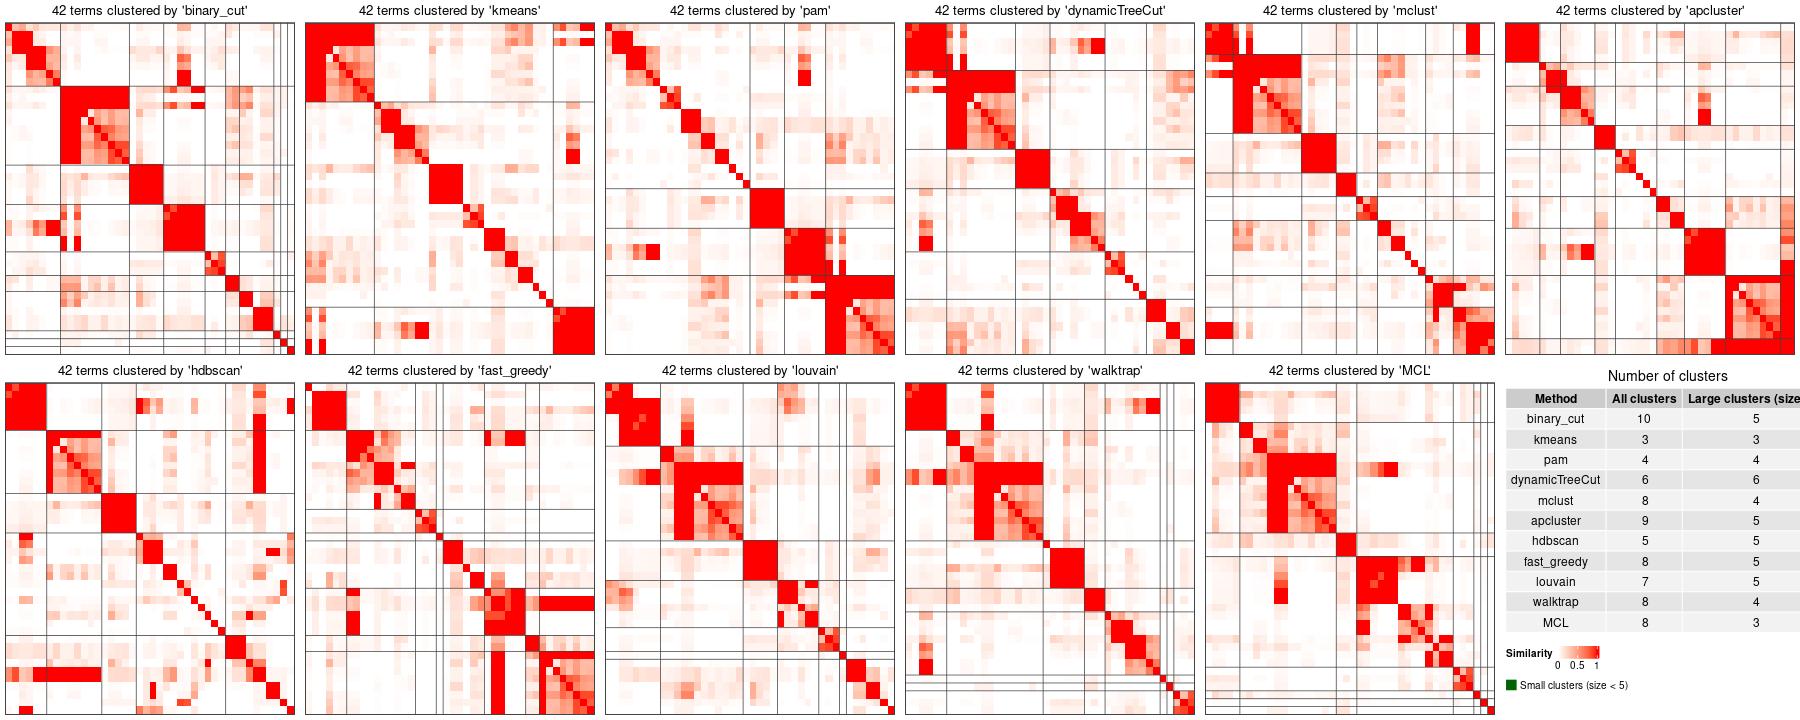 42 terms clustered by 'binary_cut'
42 terms clustered by 'kmeans'
42 terms clustered by 'pam'
42 terms clustered by 'dynamicTreeCut'
42 terms clustered by 'mclust'
42 terms clustered by 'apcluster'
42 terms clustered by 'hdbscan'
42 terms clustered by 'fast_greedy'
42 terms clustered by 'louvain'
42 terms clustered by 'walktrap'
42 terms clustered by 'MCL'
Number of clusters
Method All clusters Large clusters (size
binary_cut 10 5
kmeans 3 3
pam 4 4
dynamicTreeCut 6 6
mclust 8 4
apcluster 9 5
hdbscan 5 5
fast_greedy 8 5
louvain 7 5
walktrap 8 4
MCL 8 3
Similarity
0 0.5 1
Small clusters (size < 5)